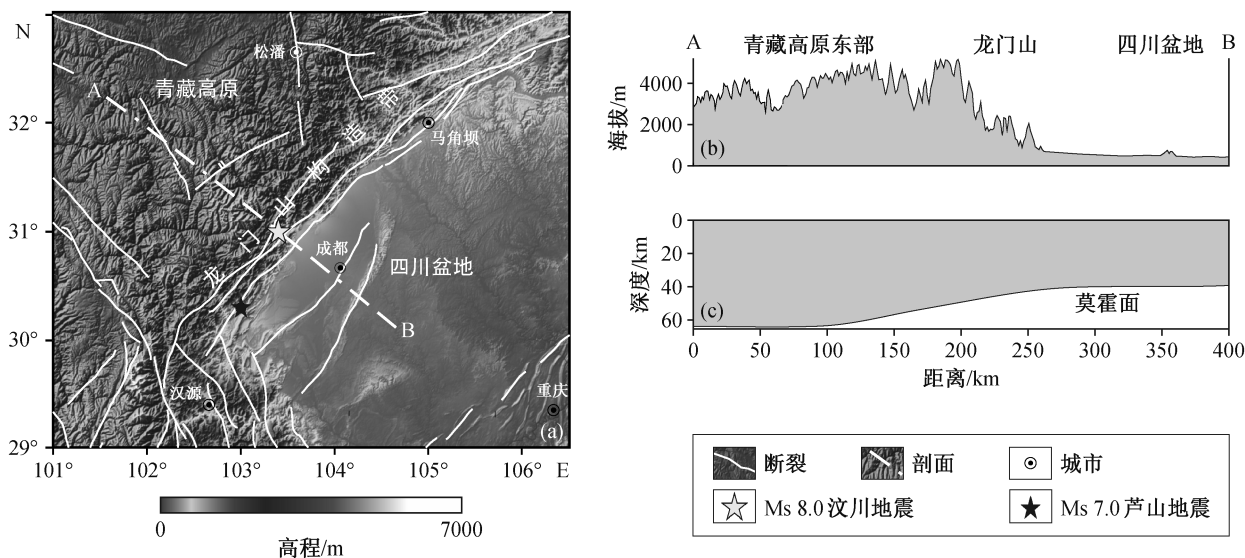 N
松潘
青藏高原
A
32°
马角坝
龙门山构造带
31°
成都
四川盆地
B
30°
汉源
重庆
(a)
29°
101° 102° 103° 104° 105° 106° E
0 7000
高程/m
A 青藏高原东部 龙门山 四川盆地 B
海拔/m
4000
2000
0
(b)
深度/km
0
20
40
60
(c)
莫霍面
0 50 100 150 200 250 300 350 400
距离/km
断裂 剖面 城市
Ms 8.0汶川地震 Ms 7.0芦山地震